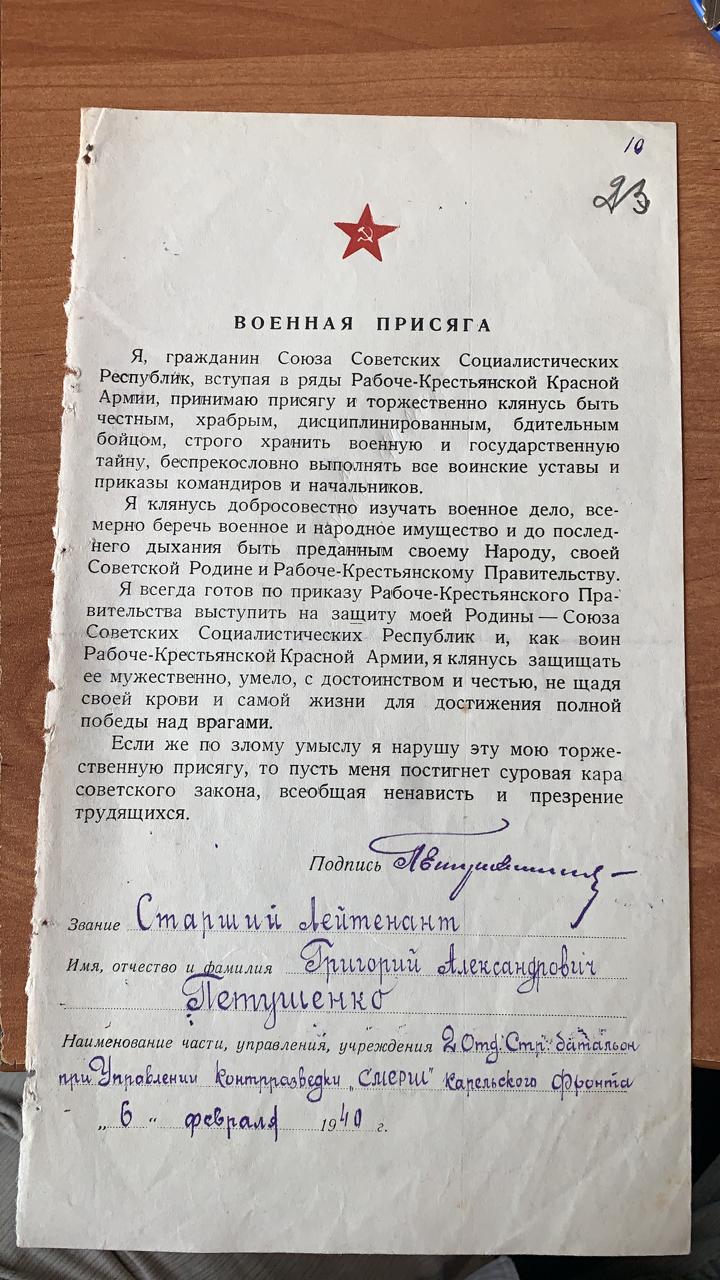 10
23
ВОЕННАЯ ПРИСЯГА
Я, гражданин Союза Советских Социалистических
Республик, вступая в ряды Рабоче-Крестьянской Красной
Армии, принимаю присягу и торжественно клянусь быть
честным, храбрым, дисциплинированным, бдительным
бойцом, строго хранить военную и государственную
тайну, беспрекословно выполнять все воинские уставы и
приказы командиров и начальников.
Я клянусь добросовестно изучать военное дело, все-
мерно беречь военное и народное имущество и до послед-
него дыхания быть преданным своему Народу, своей
Советской Родине и Рабоче-Крестьянскому Правительству.
Я всегда готов по приказу Рабоче-Крестьянского Пра-
вительства выступить на защиту моей Родины — Союза
Советских Социалистических Республик и, как воин
Рабоче-Крестьянской Красной Армии, я клянусь защищать
ее мужественно, умело, с достоинством и честью, не щадя
своей крови и самой жизни для достижения полной
победы над врагами.
Если же по злому умыслу я нарушу эту мою торже-
ственную присягу, то пусть меня постигнет суровая кара
советского закона, всеобщая ненависть и презрение
трудящихся.
Подпись
Звание Старший Лейтенант
Имя, отчество и фамилия Григорий Александрович
Петушенко
Наименование части, управления, учреждения 2 Отд. Стр. батальон
при Управлении контрразведки „СМЕРШ" Карельского Фронта
„6" февраля 1940 г.